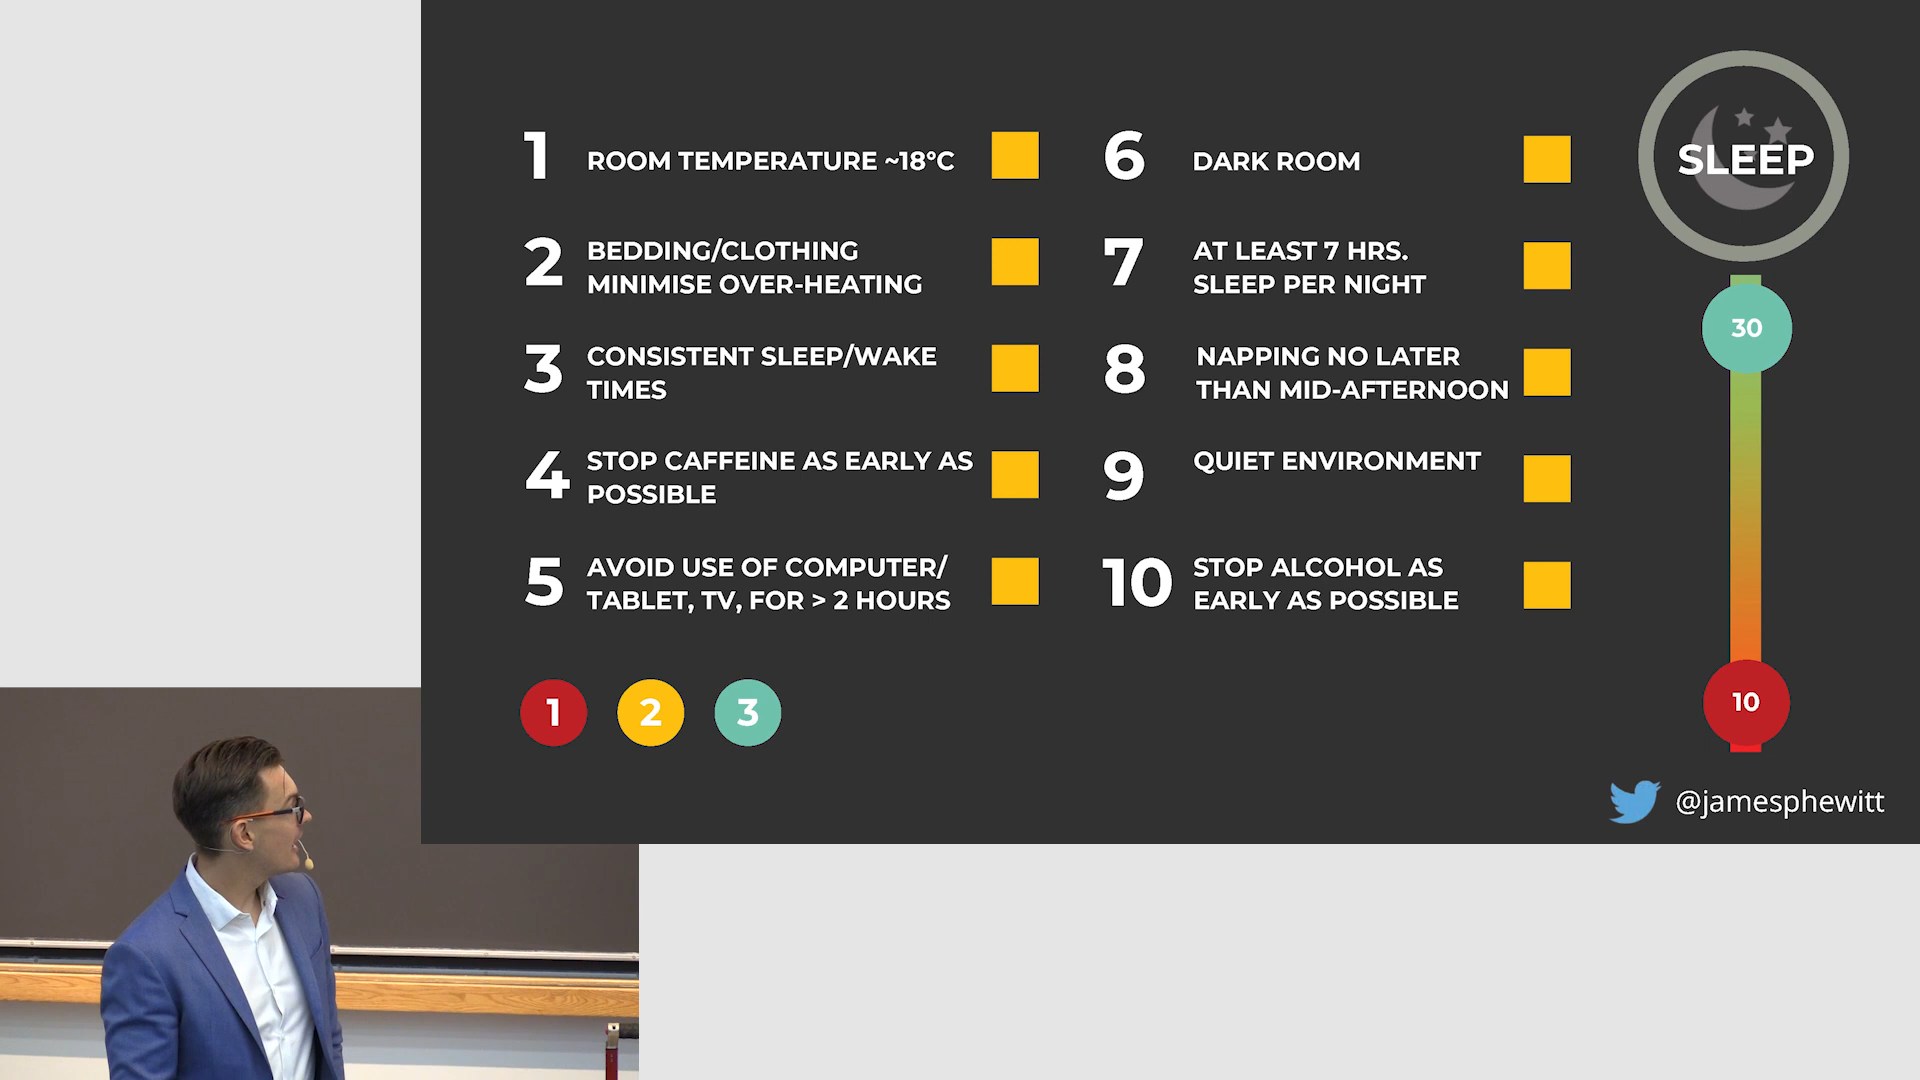 1 ROOM TEMPERATURE ~18°C
2 BEDDING/CLOTHING
MINIMISE OVER-HEATING
3 CONSISTENT SLEEP/WAKE
TIMES
4 STOP CAFFEINE AS EARLY AS
POSSIBLE
5 AVOID USE OF COMPUTER/
TABLET, TV, FOR > 2 HOURS
6 DARK ROOM
7 AT LEAST 7 HRS.
SLEEP PER NIGHT
8 NAPPING NO LATER
THAN MID-AFTERNOON
9 QUIET ENVIRONMENT
10 STOP ALCOHOL AS
EARLY AS POSSIBLE
1 2 3
SLEEP
30
10
@jamesphewitt